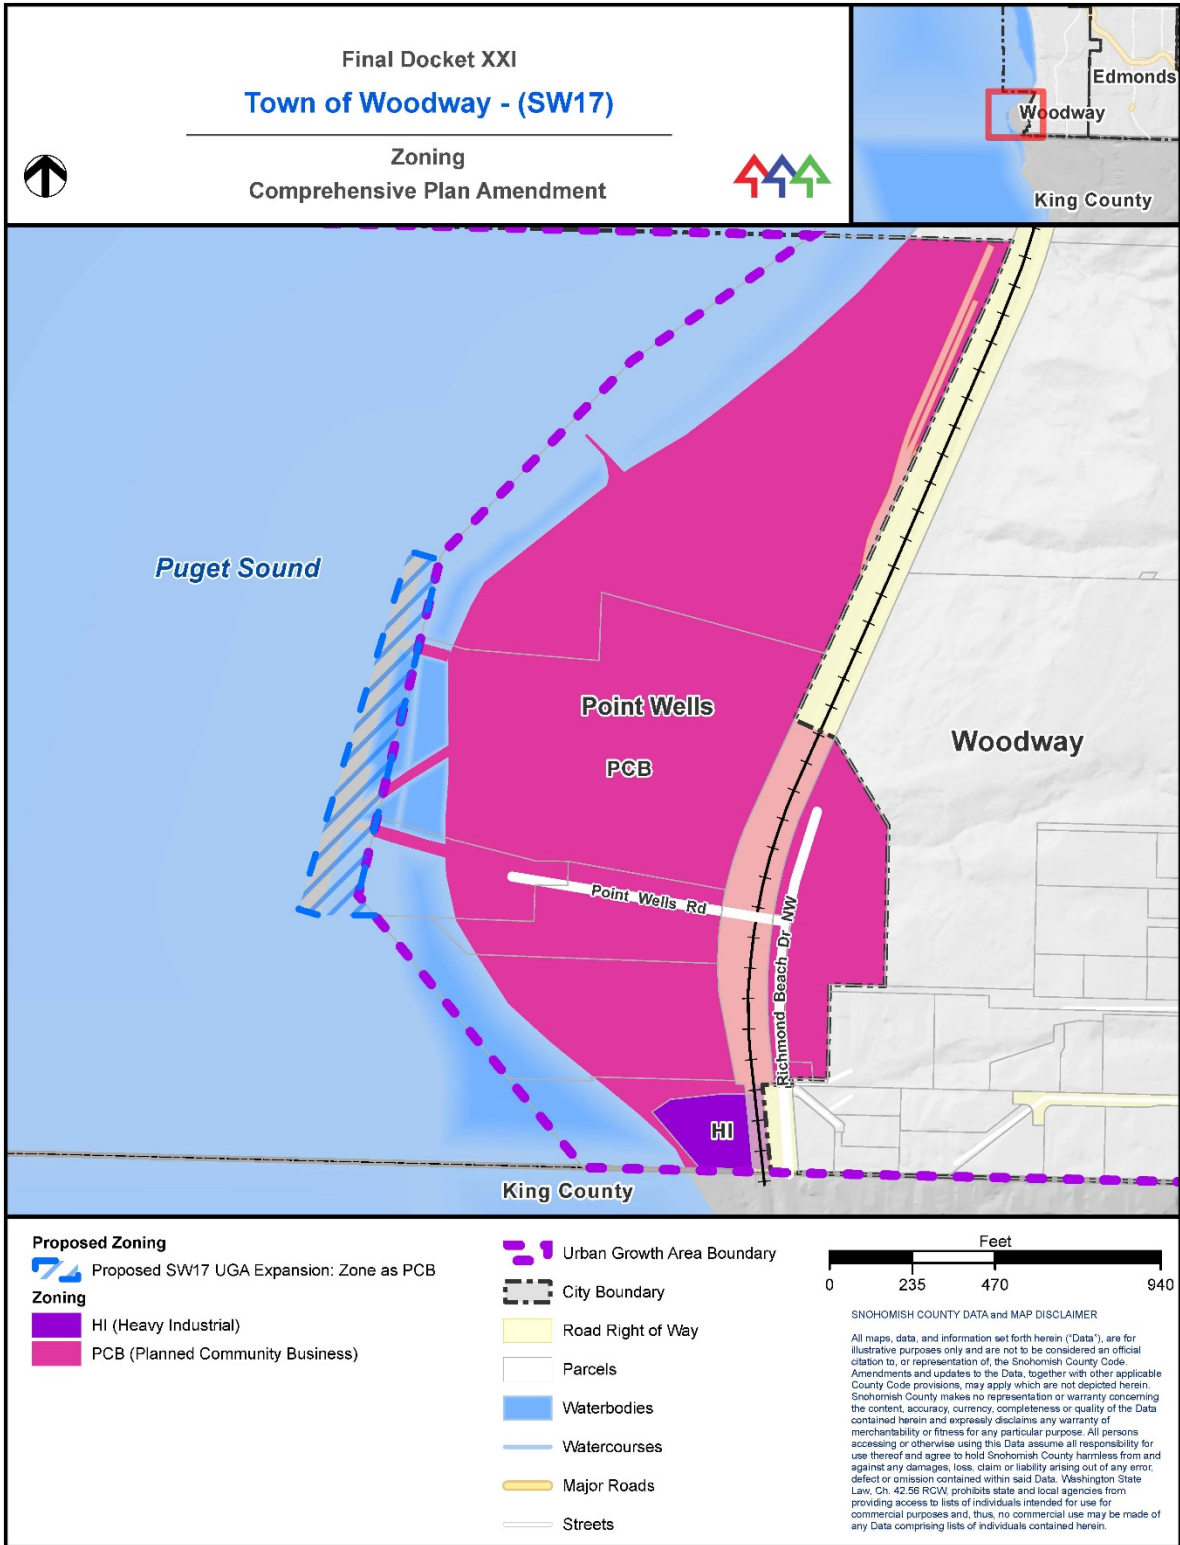 Final Docket XXI
Town of Woodway - (SW17)
Zoning
Comprehensive Plan Amendment
Edmonds
Woodway
King County
Puget Sound
Point Wells
PCB
Woodway
Point Wells Rd
Richmond Beach Dr NW
HI
King County
Proposed Zoning
Proposed SW17 UGA Expansion: Zone as PCB
Zoning
HI (Heavy Industrial)
PCB (Planned Community Business)
Urban Growth Area Boundary
City Boundary
Road Right of Way
Parcels
Waterbodies
Watercourses
Major Roads
Streets
Feet
0 235 470 940
SNOHOMISH COUNTY DATA and MAP DISCLAIMER
All maps, data, and information set forth herein ("Data"), are for
illustrative purposes only and are not to be considered an official
citation to, or representation of, the Snohomish County Code.
Amendments and updates to the Data, together with other applicable
County Code provisions, may apply which are not depicted herein.
Snohomish County makes no representation or warranty concerning
the content, accuracy, currency, completeness or quality of the Data
contained herein and expressly disclaims any warranty of
merchantability or fitness for any particular purpose. All persons
accessing or otherwise using this Data assume all responsibility for
use thereof and agree to hold Snohomish County harmless from and
against any damages, loss, claim or liability arising out of any error,
defect or omission contained within said Data. Washington State
Law, Ch. 42.56 RCW, prohibits state and local agencies from
providing access to lists of individuals intended for use for
commercial purposes and, thus, no commercial use may be made of
any Data comprising lists of individuals contained herein.